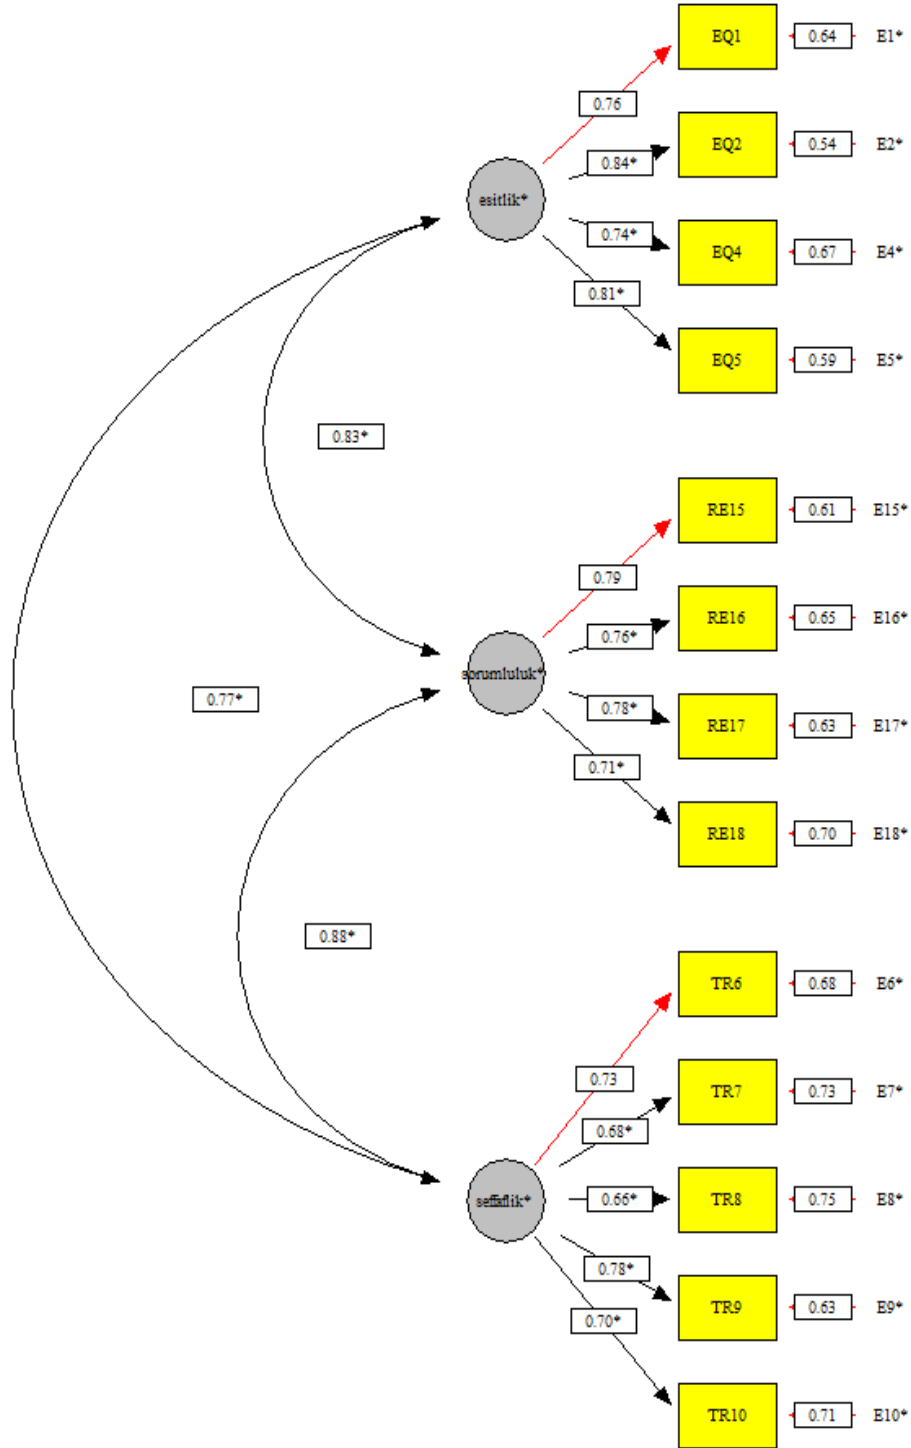 EQ1 0.64 E1*
0.76
EQ2 0.54 E2*
0.84*
esitlik*
0.74*
EQ4 0.67 E4*
0.81*
EQ5 0.59 E5*
0.83*
RE15 0.61 E15*
0.79
RE16 0.65 E16*
0.76*
sorumluluk*
0.77*
0.78*
RE17 0.63 E17*
0.71*
RE18 0.70 E18*
0.88*
TR6 0.68 E6*
0.73
TR7 0.73 E7*
0.68*
seffaflik*
0.66*
TR8 0.75 E8*
0.78*
TR9 0.63 E9*
0.70*
TR10 0.71 E10*